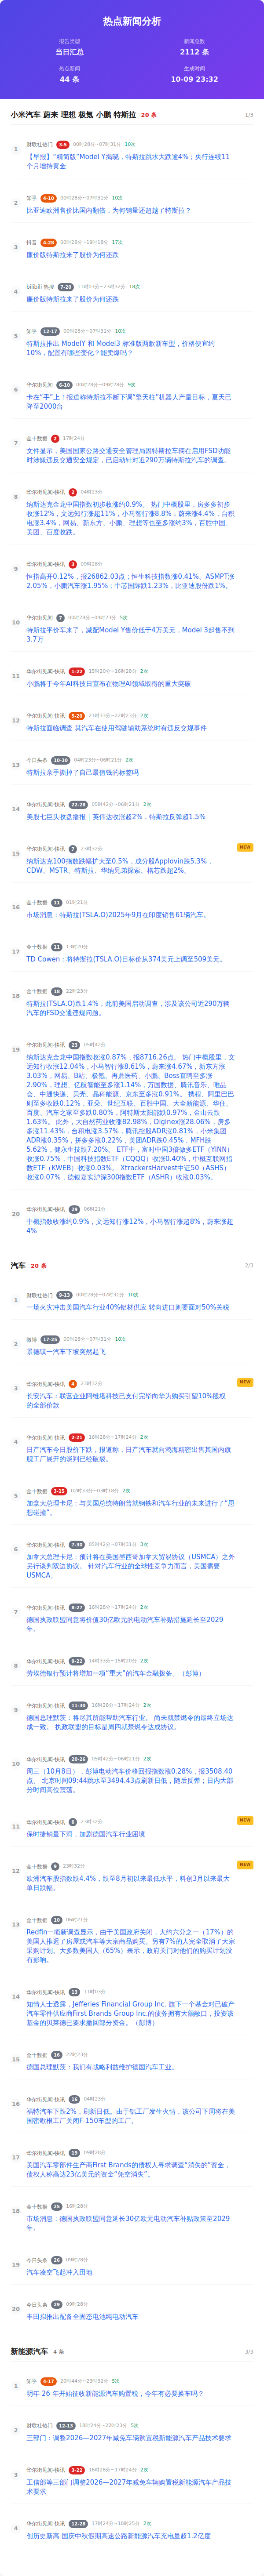 热点新闻分析
报告类型
新闻总数
当日汇总
2112 条
热点新闻
生成时间
44 条
10-09 23:32
小米汽车 蔚来 理想 极氪 小鹏 特斯拉 20 条 1/3
1 财联社热门 3-5 00时28分~07时31分 10次
【早报】“精简版”Model Y揭晓，特斯拉跳水大跌逾4%；央行连续11
个月增持黄金
2 知乎 6-10 00时28分~07时31分 10次
比亚迪欧洲售价比国内翻倍，为何销量还超越了特斯拉？
3 抖音 6-28 00时28分~19时18分 17次
廉价版特斯拉来了股价为何还跌
4 bilibili 热搜 7-20 11时03分~23时32分 18次
廉价版特斯拉来了股价为何还跌
5 知乎 12-17 00时28分~07时31分 10次
特斯拉推出 ModelY 和 Model3 标准版两款新车型，价格便宜约
10%，配置有哪些变化？能卖爆吗？
6 华尔街见闻 6-10 00时28分~09时28分 9次
卡在“手”上！报道称特斯拉不断下调“擎天柱”机器人产量目标，夏天已
降至2000台
7 金十数据 2 17时24分
文件显示，美国国家公路交通安全管理局因特斯拉车辆在启用FSD功能
时涉嫌违反交通安全规定，已启动针对近290万辆特斯拉汽车的调查。
8 华尔街见闻-快讯 2 04时23分
纳斯达克金龙中国指数初步收涨约0.9%。 热门中概股里，房多多初步
收涨12%，文远知行涨超11%，小马智行涨8.8%，蔚来涨4.4%，台积
电涨3.4%，网易、新东方、小鹏、理想等也至多涨约3%，百胜中国、
美团、百度收跌。
9 华尔街见闻-快讯 3 09时28分
恒指高开0.12%，报26862.03点；恒生科技指数涨0.41%。ASMPT涨
2.05%，小鹏汽车涨1.95%；中芯国际跌1.23%，比亚迪股份跌1%。
10 华尔街见闻 7 00时29分~04时23分 5次
特斯拉平价车来了，减配Model Y售价低于4万美元，Model 3起售不到
3.7万
11 华尔街见闻-快讯 1-22 15时20分~16时28分 2次
小鹏将于今年AI科技日宣布在物理AI领域取得的重大突破
12 华尔街见闻-快讯 5-20 21时33分~22时23分 2次
特斯拉面临调查 其汽车在使用驾驶辅助系统时有违反交规事件
13 今日头条 10-30 04时23分~06时21分 2次
特斯拉亲手撕掉了自己最值钱的标签吗
14 华尔街见闻-快讯 22-28 05时42分~06时21分 2次
美股七巨头收盘播报｜英伟达收涨超2%，特斯拉反弹超1.5%
15 华尔街见闻-快讯 7 23时32分 NEW
纳斯达克100指数跌幅扩大至0.5%，成分股Applovin跌5.3%，
CDW、MSTR、特斯拉、华纳兄弟探索、格芯跌超2%。
16 金十数据 11 01时21分
市场消息：特斯拉(TSLA.O)2025年9月在印度销售61辆汽车。
17 金十数据 11 13时20分
TD Cowen：将特斯拉(TSLA.O)目标价从374美元上调至509美元。
18 金十数据 19 22时23分
特斯拉(TSLA.O)跌1.4%，此前美国启动调查，涉及该公司近290万辆
汽车的FSD交通违规问题。
19 华尔街见闻-快讯 23 05时42分
纳斯达克金龙中国指数收涨0.87%，报8716.26点。 热门中概股里，文
远知行收涨12.04%，小马智行涨8.61%，蔚来涨4.67%，新东方涨
3.03%，网易、B站、极氪、再鼎医药、小鹏、Boss直聘至多涨
2.90%，理想、亿航智能至多涨1.14%，万国数据、腾讯音乐、唯品
会、中通快递、贝壳、晶科能源、京东至多涨0.91%。 携程、阿里巴巴
则至多收跌0.12%，亚朵、世纪互联、百胜中国、大全新能源、华住、
百度、汽车之家至多跌0.80%，阿特斯太阳能跌0.97%，金山云跌
1.63%。 此外，大自然药业收涨82.98%，Diginex涨28.06%，房多
多涨11.43%，台积电涨3.57%，腾讯控股ADR涨0.81%，小米集团
ADR涨0.35%，拼多多跌0.22%，美团ADR跌0.45%，MFH跌
5.62%，健永生技跌7.20%。 ETF中，富时中国3倍做多ETF（YINN）
收涨0.75%，中国科技指数ETF（CQQQ）收涨0.40%，中概互联网指
数ETF（KWEB）收涨0.03%。 XtrackersHarvest中证50（ASHS）
收涨0.07%，德银嘉实沪深300指数ETF（ASHR）收涨0.03%。
20 华尔街见闻-快讯 29 06时21分
中概指数收涨约0.9%，文远知行涨12%，小马智行涨超8%，蔚来涨超
4%
汽车 20 条 2/3
1 财联社热门 9-13 00时28分~07时31分 10次
一场火灾冲击美国汽车行业40%铝材供应 转向进口则要面对50%关税
2 微博 17-25 00时28分~07时31分 10次
景德镇一汽车下坡突然起飞
3 华尔街见闻-快讯 4 23时32分 NEW
长安汽车：联营企业阿维塔科技已支付完毕向华为购买引望10%股权
的全部价款
4 华尔街见闻-快讯 2-21 16时28分~17时24分 2次
日产汽车今日股价下跌，报道称，日产汽车就向鸿海精密出售其国内旗
舰工厂展开的谈判已经破裂。
5 金十数据 3-15 02时33分~03时18分 2次
加拿大总理卡尼：与美国总统特朗普就钢铁和汽车行业的未来进行了“思
想碰撞”。
6 华尔街见闻-快讯 7-30 05时42分~07时31分 3次
加拿大总理卡尼：预计将在美国墨西哥加拿大贸易协议（USMCA）之外
另行谈判双边协议。 针对汽车行业的全球性竞争力而言，美国需要
USMCA。
7 华尔街见闻-快讯 8-27 16时28分~17时24分 2次
德国执政联盟同意将价值30亿欧元的电动汽车补贴措施延长至2029
年。
8 华尔街见闻-快讯 9-22 14时33分~15时20分 2次
劳埃德银行预计将增加一项“重大”的汽车金融拨备。（彭博）
9 华尔街见闻-快讯 11-30 16时28分~17时24分 2次
德国总理默茨：将尽其所能帮助汽车行业。 尚未就禁燃令的最终立场达
成一致。 执政联盟的目标是周四就禁燃令达成协议。
10 华尔街见闻-快讯 20-26 05时42分~06时21分 2次
周三（10月8日），彭博电动汽车价格回报指数涨0.28%，报3508.40
点。 北京时间09:44跳水至3494.43点刷新日低，随后反弹；日内大部
分时间高位震荡。
11 华尔街见闻-快讯 6 23时32分 NEW
保时捷销量下滑，加剧德国汽车行业困境
12 金十数据 9 23时32分 NEW
欧洲汽车股指数跌4.4%，跌至8月初以来最低水平，料创3月以来最大
单日跌幅。
13 金十数据 10 06时21分
Redfin一项新调查显示，由于美国政府关闭，大约六分之一（17%）的
美国人推迟了房屋或汽车等大宗商品购买。另有7%的人完全取消了大宗
采购计划。大多数美国人（65%）表示，政府关门对他们的购买计划没
有影响。
14 华尔街见闻-快讯 13 11时03分
知情人士透露，Jefferies Financial Group Inc. 旗下一个基金对已破产
汽车零件供应商First Brands Group Inc.的债务拥有大额敞口，投资该
基金的贝莱德已要求撤回部分资金。（彭博）
15 金十数据 16 22时23分
德国总理默茨：我们有战略利益维护德国汽车工业。
16 华尔街见闻-快讯 16 04时23分
福特汽车下跌2%，刷新日低。由于铝工厂发生火情，该公司下周将在美
国密歇根工厂关闭F-150车型的工厂。
17 华尔街见闻-快讯 19 09时28分
美国汽车零部件生产商First Brands的债权人寻求调查“消失的”资金，
债权人称高达23亿美元的资金“凭空消失”。
18 金十数据 25 16时28分
市场消息：德国执政联盟同意延长30亿欧元电动汽车补贴政策至2029
年。
19 今日头条 26 09时28分
汽车凌空飞起冲入田地
20 今日头条 29 09时28分
丰田拟推出配备全固态电池纯电动汽车
新能源汽车 4 条 3/3
1 知乎 6-17 20时44分~23时32分 5次
明年 26 年开始征收新能源汽车购置税，今年有必要换车吗？
2 财联社热门 12-13 18时24分~22时23分 5次
三部门：调整2026—2027年减免车辆购置税新能源汽车产品技术要求
3 华尔街见闻-快讯 3-22 16时28分~17时24分 2次
工信部等三部门调整2026—2027年减免车辆购置税新能源汽车产品技
术要求
4 华尔街见闻-快讯 12-28 17时24分~18时25分 2次
创历史新高 国庆中秋假期高速公路新能源汽车充电量超1.2亿度